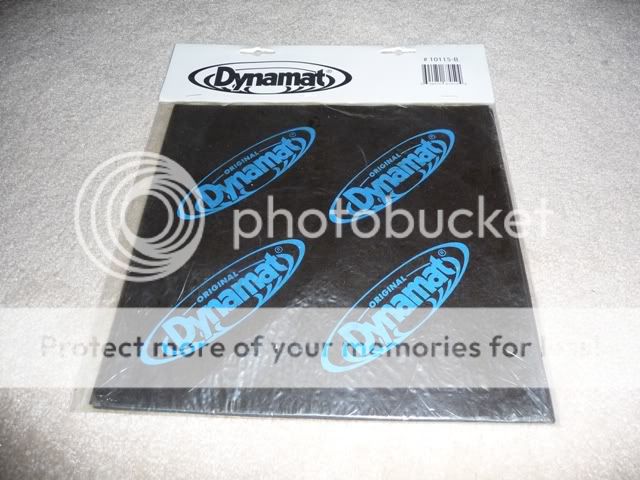 Dynamat®
# 10115-B
ORIGINAL
Dynamat®
ORIGINAL
Dynamat®
photobucket
ORIGINAL
Dynamat®
ORIGINAL
Dynamat®
Protect more of your memories for less!